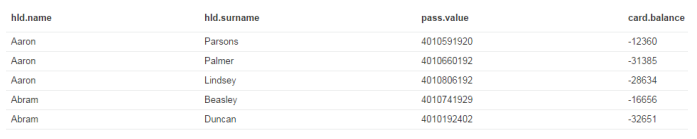 hld.name hld.surname pass.value card.balance
Aaron Parsons 4010591920 -12360
Aaron Palmer 4010660192 -31385
Aaron Lindsey 4010806192 -28634
Abram Beasley 4010741929 -16656
Abram Duncan 4010192402 -32651